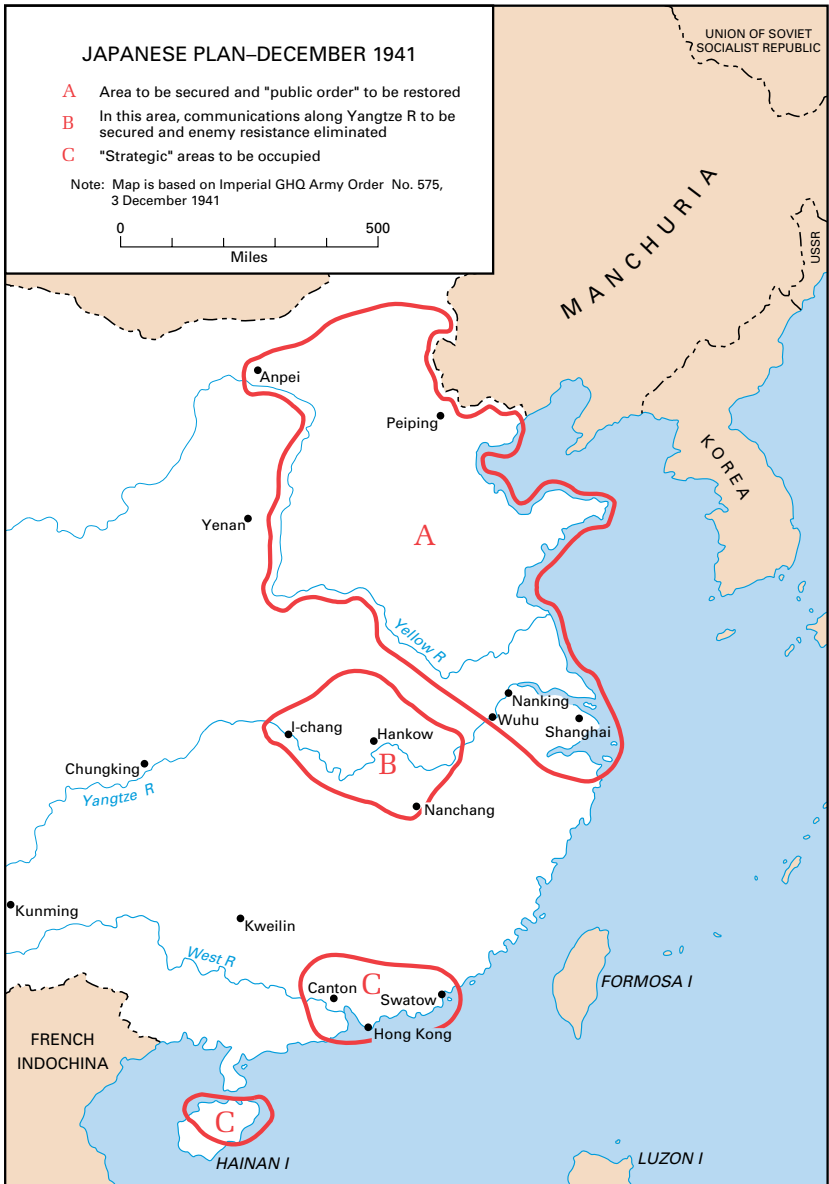 JAPANESE PLAN–DECEMBER 1941
A Area to be secured and "public order" to be restored
B In this area, communications along Yangtze R to be
secured and enemy resistance eliminated
C "Strategic" areas to be occupied
Note: Map is based on Imperial GHQ Army Order No. 575,
3 December 1941
0 500
Miles
UNION OF SOVIET
SOCIALIST REPUBLIC
MANCHURIA
USSR
Anpei
Peiping
KOREA
Yenan
A
Yellow R
Nanking
Wuhu
Shanghai
I-chang
Hankow
B
Chungking
Yangtze R
Nanchang
Kunming
Kweilin
West R
Canton
C
Swatow
FORMOSA I
Hong Kong
FRENCH
INDOCHINA
C
HAINAN I
LUZON I